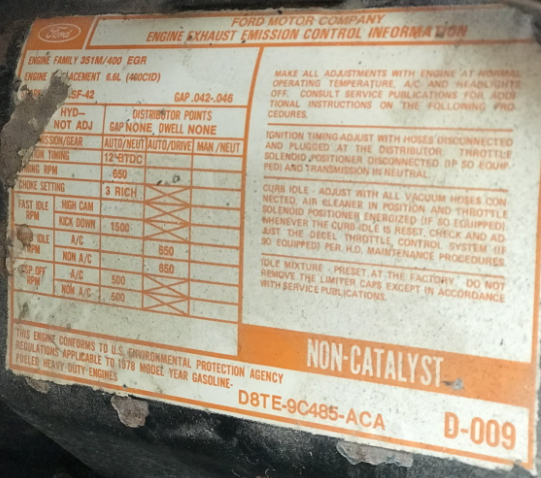 Ford
FORD MOTOR COMPANY
ENGINE EXHAUST EMISSION CONTROL INFORMATION
ENGINE FAMILY 351M/400 EGR
ENGINE 6.6L (400CID)
SF-42 GAP .042-.046
HYD- NOT ADJ
DISTRIBUTOR POINTS
GAP NONE, DWELL NONE
AUTO/NEUT AUTO/DRIVE MAN/NEUT
TIMING 12°BTDC
RPM 650
CHOKE SETTING 3 RICH
FAST IDLE RPM HIGH CAM
KICK DOWN 1500
IDLE RPM A/C 650
NON A/C 650
OFF RPM A/C 500
NON A/C 500
MAKE ALL ADJUSTMENTS WITH ENGINE AT NORMAL
OPERATING TEMPERATURE, A/C AND HEADLIGHTS
OFF. CONSULT SERVICE PUBLICATIONS FOR ADDI-
TIONAL INSTRUCTIONS ON THE FOLLOWING PRO-
CEDURES.
IGNITION TIMING-ADJUST WITH HOSES DISCONNECTED
AND PLUGGED AT THE DISTRIBUTOR. THROTTLE
SOLENOID POSITIONER DISCONNECTED (IF SO EQUIP-
PED) AND TRANSMISSION IN NEUTRAL.
CURB IDLE - ADJUST WITH ALL VACUUM HOSES CON-
NECTED, AIR CLEANER IN POSITION AND THROTTLE
SOLENOID POSITIONER ENERGIZED (IF SO EQUIPPED).
WHENEVER THE CURB IDLE IS RESET, CHECK AND AD-
JUST THE DECEL THROTTLE CONTROL SYSTEM (IF
SO EQUIPPED) PER H.D. MAINTENANCE PROCEDURES.
IDLE MIXTURE - PRESET AT THE FACTORY. DO NOT
REMOVE THE LIMITER CAPS EXCEPT IN ACCORDANCE
WITH SERVICE PUBLICATIONS.
NON-CATALYST
THIS ENGINE CONFORMS TO U.S. ENVIRONMENTAL PROTECTION AGENCY
REGULATIONS APPLICABLE TO 1978 MODEL YEAR GASOLINE-
FUELED HEAVY DUTY ENGINES
D8TE-9C485-ACA
D-009